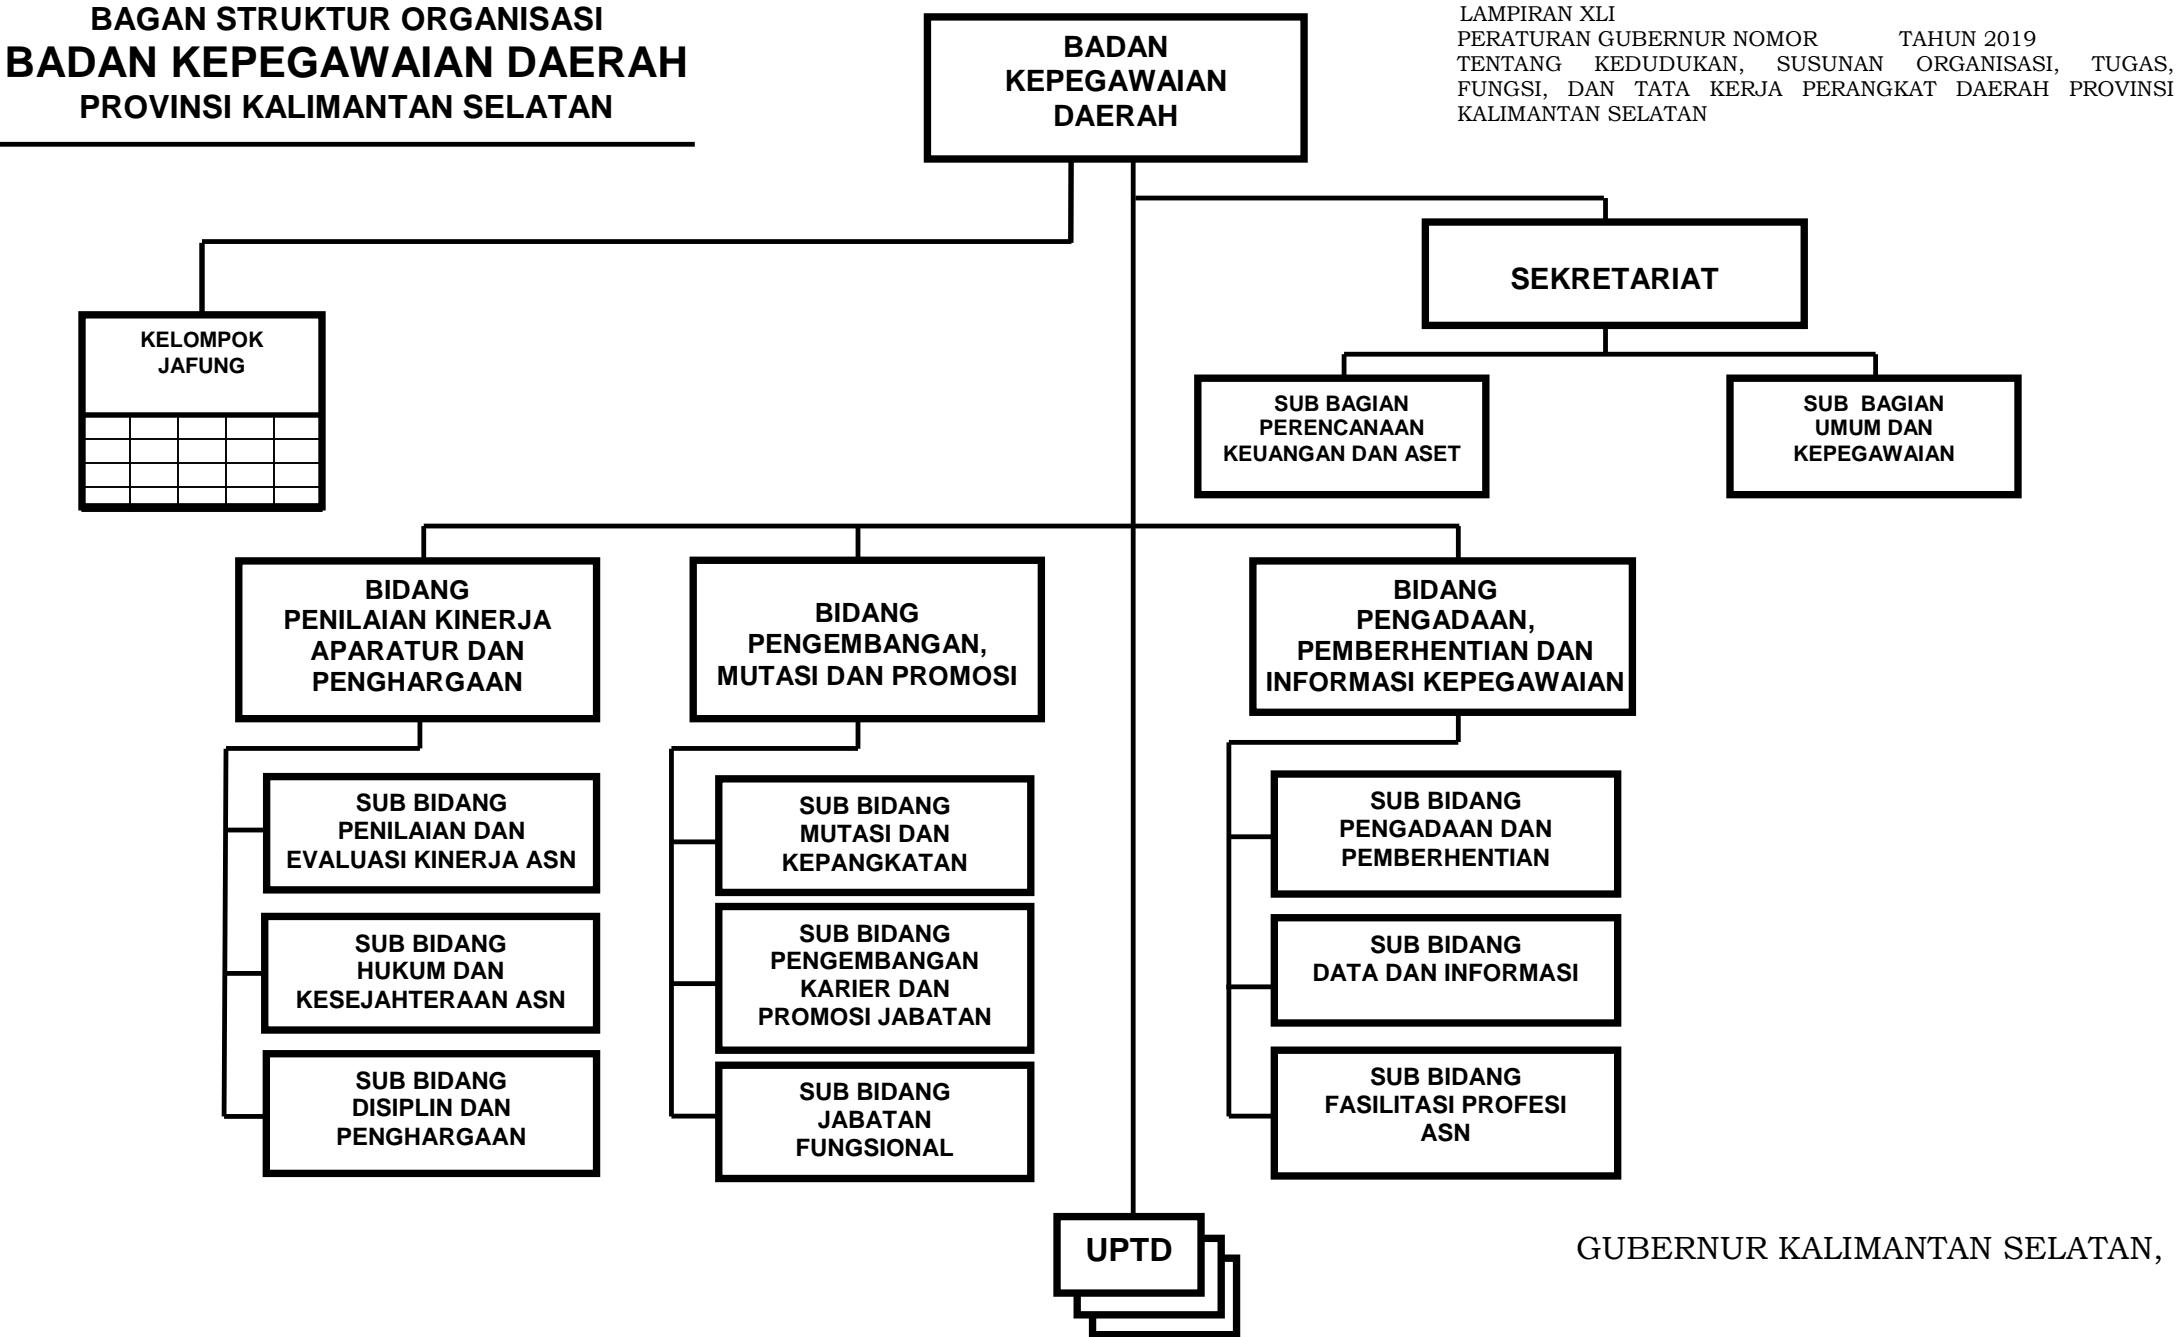 BAGAN STRUKTUR ORGANISASI
BADAN KEPEGAWAIAN DAERAH
PROVINSI KALIMANTAN SELATAN
LAMPIRAN XLI
PERATURAN GUBERNUR NOMOR TAHUN 2019
TENTANG KEDUDUKAN, SUSUNAN ORGANISASI, TUGAS,
FUNGSI, DAN TATA KERJA PERANGKAT DAERAH PROVINSI
KALIMANTAN SELATAN
BADAN
KEPEGAWAIAN
DAERAH
SEKRETARIAT
KELOMPOK
JAFUNG
SUB BAGIAN
PERENCANAAN
KEUANGAN DAN ASET
SUB BAGIAN
UMUM DAN
KEPEGAWAIAN
BIDANG
PENILAIAN KINERJA
APARATUR DAN
PENGHARGAAN
BIDANG
PENGEMBANGAN,
MUTASI DAN PROMOSI
BIDANG
PENGADAAN,
PEMBERHENTIAN DAN
INFORMASI KEPEGAWAIAN
SUB BIDANG
PENILAIAN DAN
EVALUASI KINERJA ASN
SUB BIDANG
HUKUM DAN
KESEJAHTERAAN ASN
SUB BIDANG
DISIPLIN DAN
PENGHARGAAN
SUB BIDANG
MUTASI DAN
KEPANGKATAN
SUB BIDANG
PENGEMBANGAN
KARIER DAN
PROMOSI JABATAN
SUB BIDANG
JABATAN
FUNGSIONAL
SUB BIDANG
PENGADAAN DAN
PEMBERHENTIAN
SUB BIDANG
DATA DAN INFORMASI
SUB BIDANG
FASILITASI PROFESI
ASN
UPTD
GUBERNUR KALIMANTAN SELATAN,